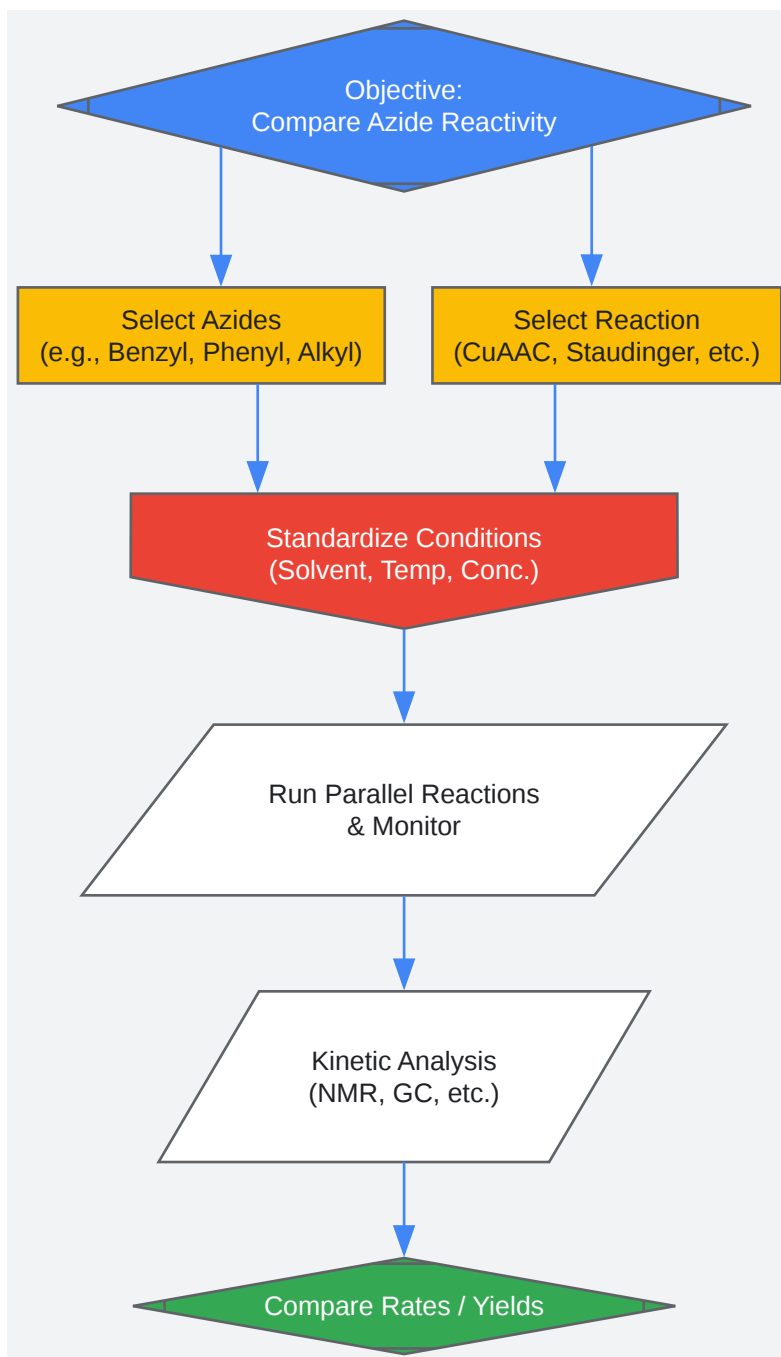 Objective:
Compare Azide Reactivity
Select Azides
(e.g., Benzyl, Phenyl, Alkyl)
Select Reaction
(CuAAC, Staudinger, etc.)
Standardize Conditions
(Solvent, Temp, Conc.)
Run Parallel Reactions
& Monitor
Kinetic Analysis
(NMR, GC, etc.)
Compare Rates / Yields